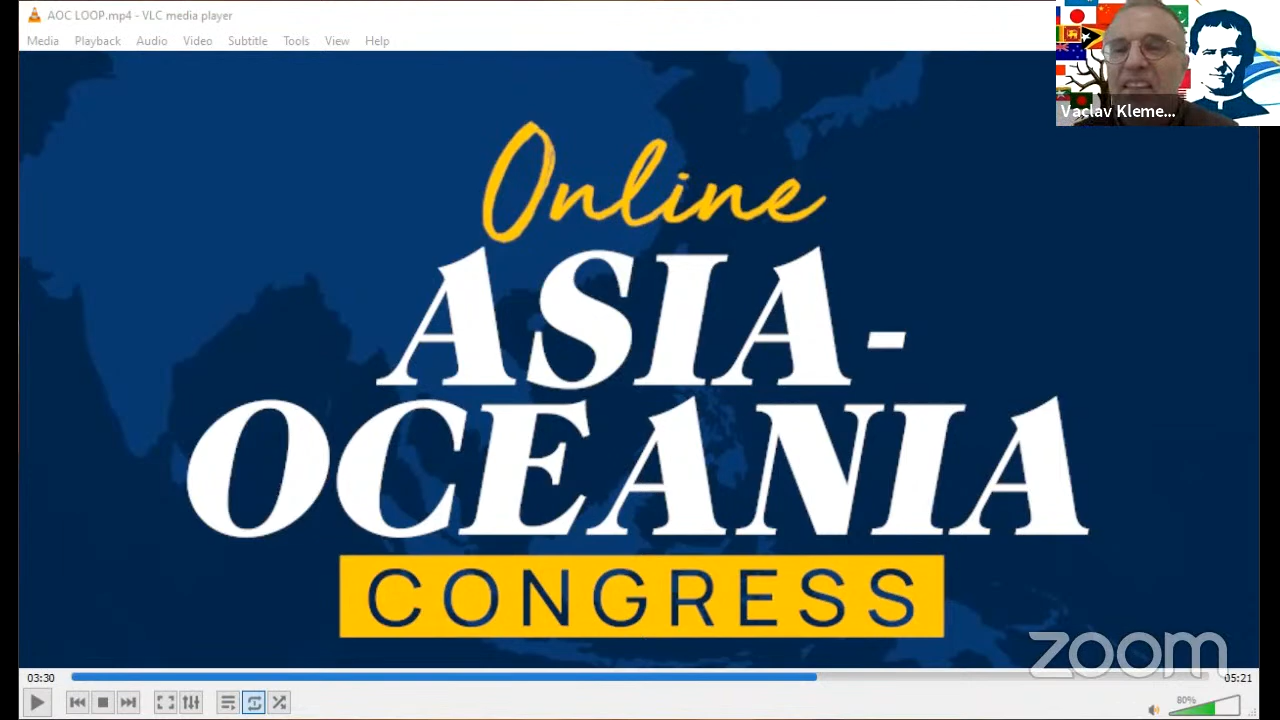 AOC LOOP.mp4 - VLC media player
Media Playback Audio Video Subtitle Tools View Help
Vaclav Kleme...
Online
ASIA-
OCEANIA
CONGRESS
zoom
03:30
05:21
80%